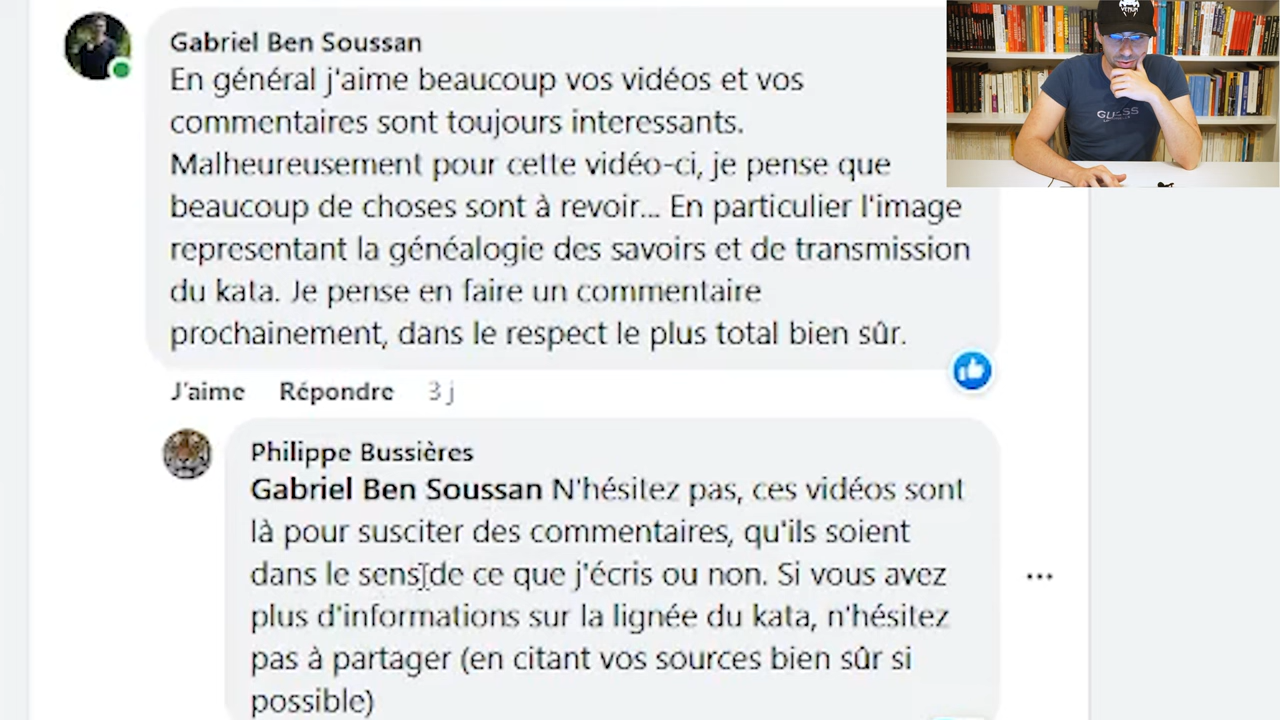 Gabriel Ben Soussan
En général j'aime beaucoup vos vidéos et vos
commentaires sont toujours interessants.
Malheureusement pour cette vidéo-ci, je pense que
beaucoup de choses sont à revoir... En particulier l'image
representant la généalogie des savoirs et de transmission
du kata. Je pense en faire un commentaire
prochainement, dans le respect le plus total bien sûr.
J'aime Répondre 3 j
Philippe Bussières
Gabriel Ben Soussan N'hésitez pas, ces vidéos sont
là pour susciter des commentaires, qu'ils soient
dans le sens de ce que j'écris ou non. Si vous avez
plus d'informations sur la lignée du kata, n'hésitez
pas à partager (en citant vos sources bien sûr si
possible)
VENUM
GUESS